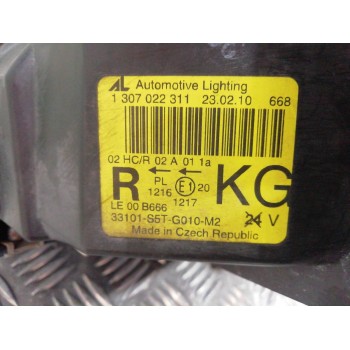 AL Automotive Lighting
1 307 022 311 23.02.10 668
02 HC/R 02 A 01 1a
R PL E1 20 KG
1216 1217
LE 00 B666
33101-S5T-G010-M2 24 V
Made in Czech Republic